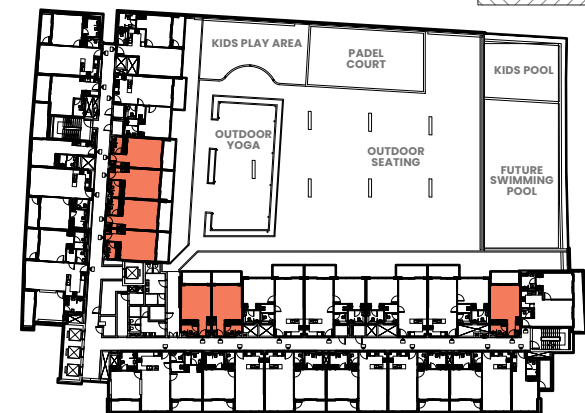 KIDS PLAY AREA
PADEL
COURT
KIDS POOL
OUTDOOR
YOGA
OUTDOOR
SEATING
FUTURE
SWIMMING
POOL